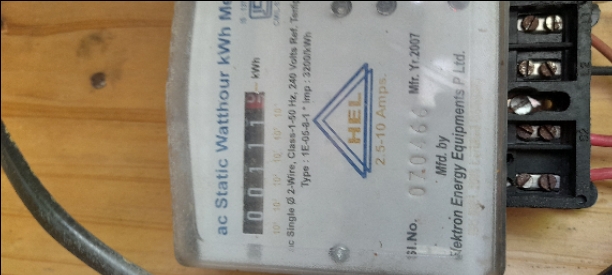 ac Static Watthour kWh Me
kWh
0 0 1 1 1 1
ac Single Ø 2-Wire, Class-1-50 Hz, 240 Volts Ref. Temp
Type : 1E-05-8-1 * Imp : 3200/kWh
HEL
2.5-10 Amps.
Sl.No. 070466 Mfr. Yr.2007
Mfd. by
Hektron Energy Equipments P Ltd.